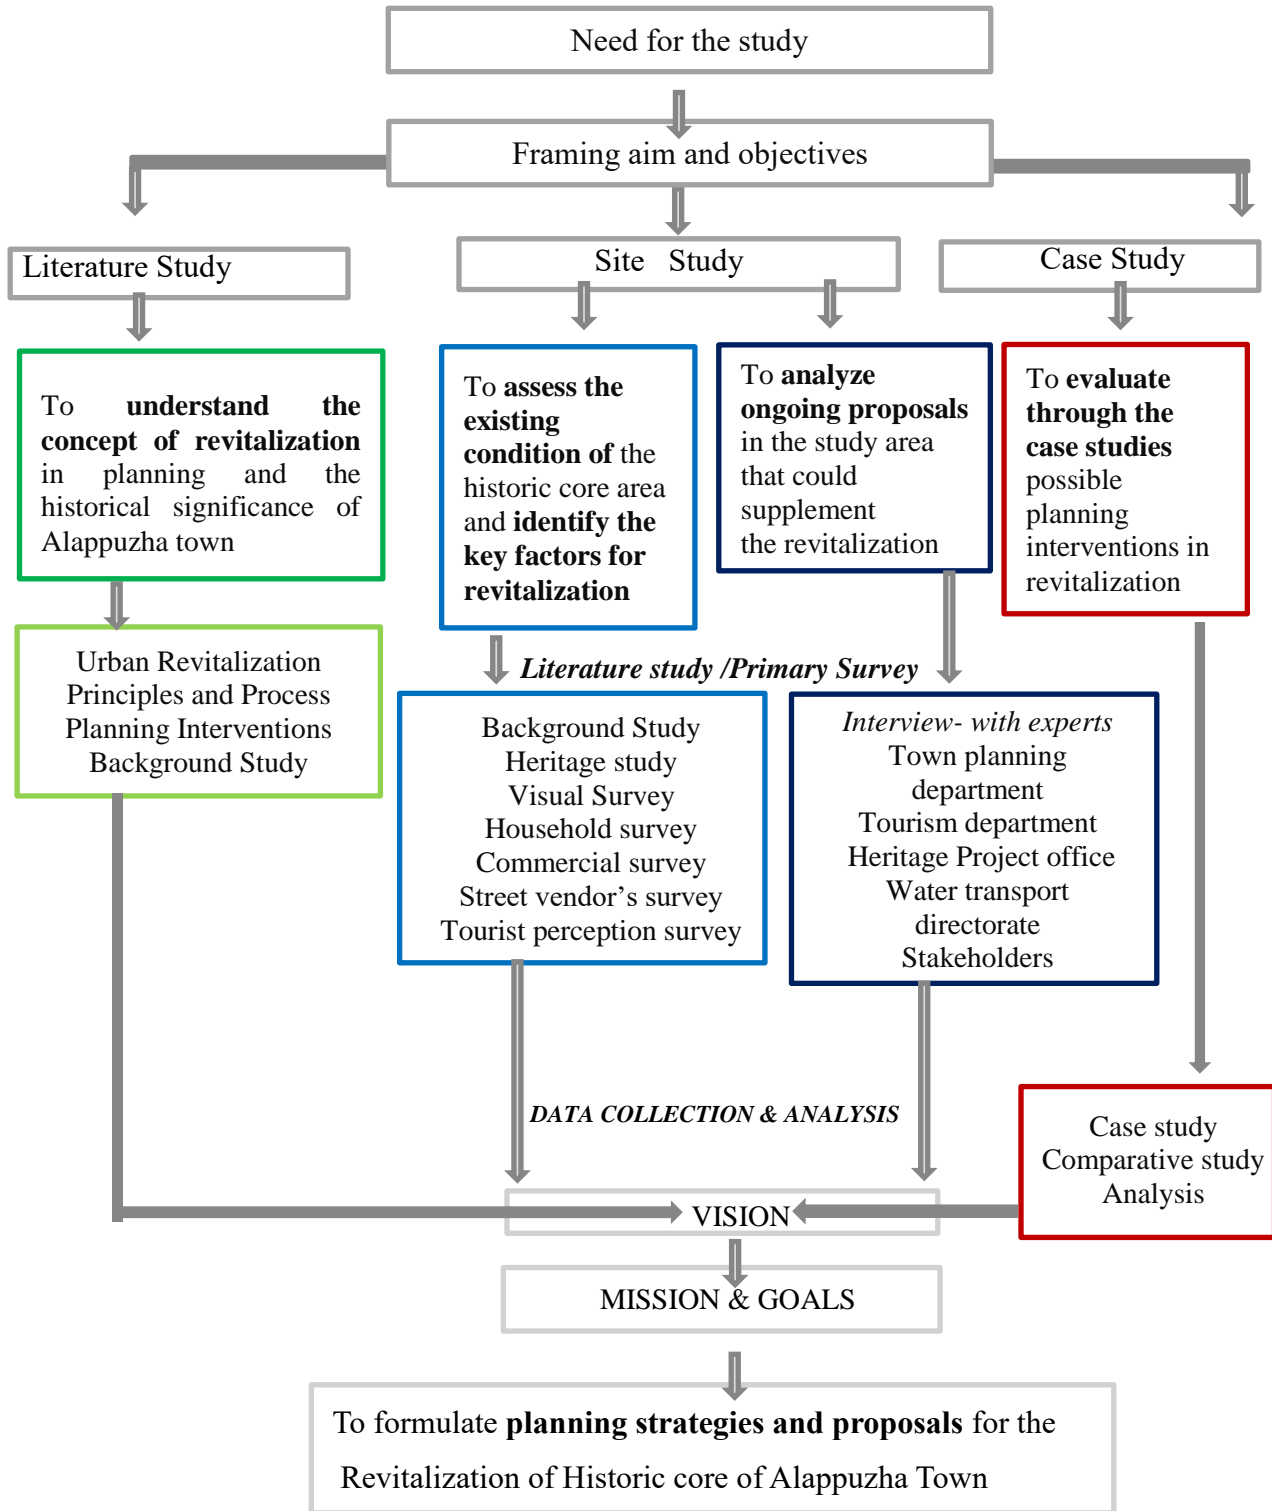 Need for the study
Framing aim and objectives
Literature Study
Site Study
Case Study
To understand the
concept of revitalization
in planning and the
historical significance of
Alappuzha town
To assess the
existing
condition of the
historic core area
and identify the
key factors for
revitalization
To analyze
ongoing proposals
in the study area
that could
supplement
the revitalization
To evaluate
through the
case studies
possible
planning
interventions in
revitalization
Urban Revitalization
Principles and Process
Planning Interventions
Background Study
Literature study /Primary Survey
Background Study
Heritage study
Visual Survey
Household survey
Commercial survey
Street vendor’s survey
Tourist perception survey
Interview- with experts
Town planning
department
Tourism department
Heritage Project office
Water transport
directorate
Stakeholders
DATA COLLECTION & ANALYSIS
Case study
Comparative study
Analysis
VISION
MISSION & GOALS
To formulate planning strategies and proposals for the
Revitalization of Historic core of Alappuzha Town